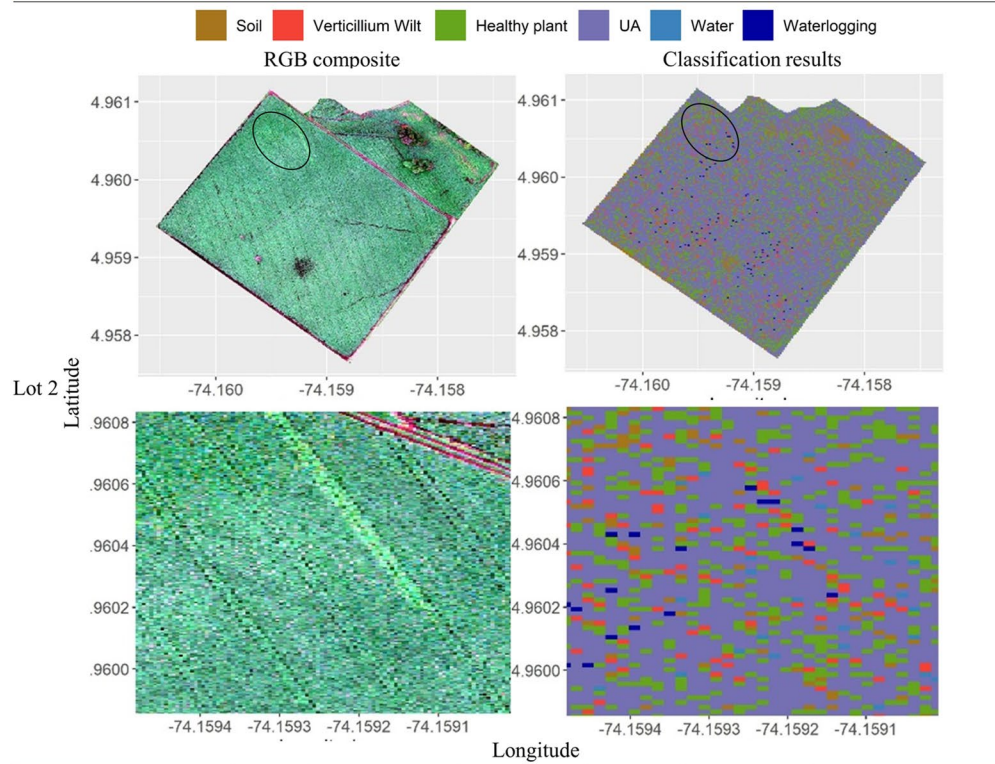 Soil Verticillium Wilt Healthy plant UA Water Waterlogging
RGB composite Classification results
4.961 4.961
4.960 4.960
4.959 4.959
4.958 4.958
-74.160 -74.159 -74.158 -74.160 -74.159 -74.158
Lot 2
Latitude
.9608 4.9608
.9606 4.9606
.9604 4.9604
.9602 4.9602
.9600 4.9600
-74.1594 -74.1593 -74.1592 -74.1591 -74.1594 -74.1593 -74.1592 -74.1591
Longitude